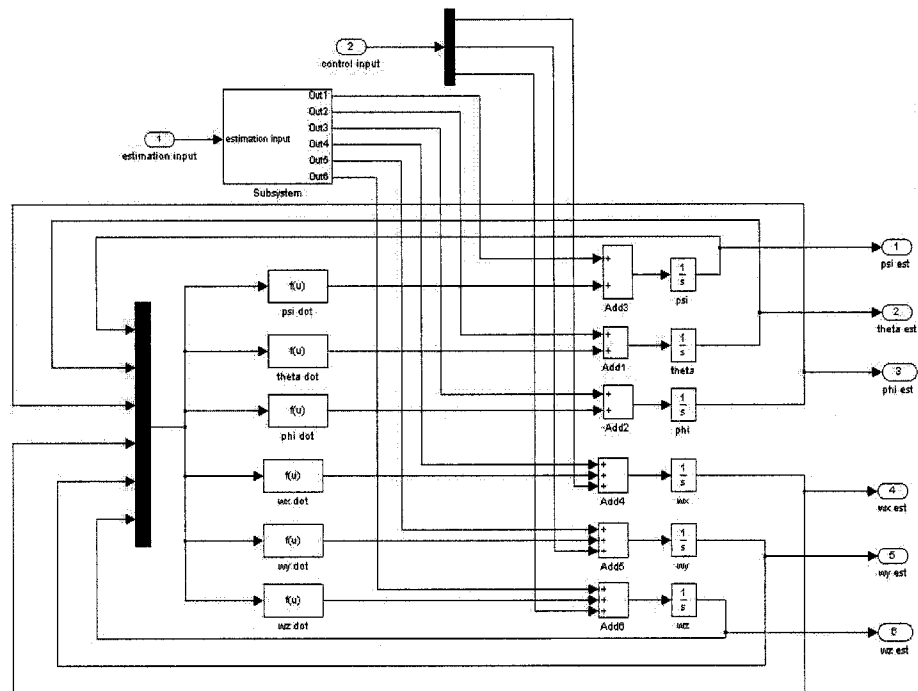 2
control input
Out1
Out2
Out3
Out4
Out5
Out6
estimation input
Subsystem
1
estimation input
+
+
Add3
1
s
psi
1
psi est
f(u)
psi dot
+
+
Add1
1
s
theta
2
theta est
f(u)
theta dot
+
+
Add2
1
s
phi
3
phi est
f(u)
phi dot
+
+
+
Add4
1
s
wx
4
wx est
f(u)
wx dot
+
+
+
Add5
1
s
wy
5
wy est
f(u)
wy dot
+
+
+
Add6
1
s
wz
6
wz est
f(u)
wz dot